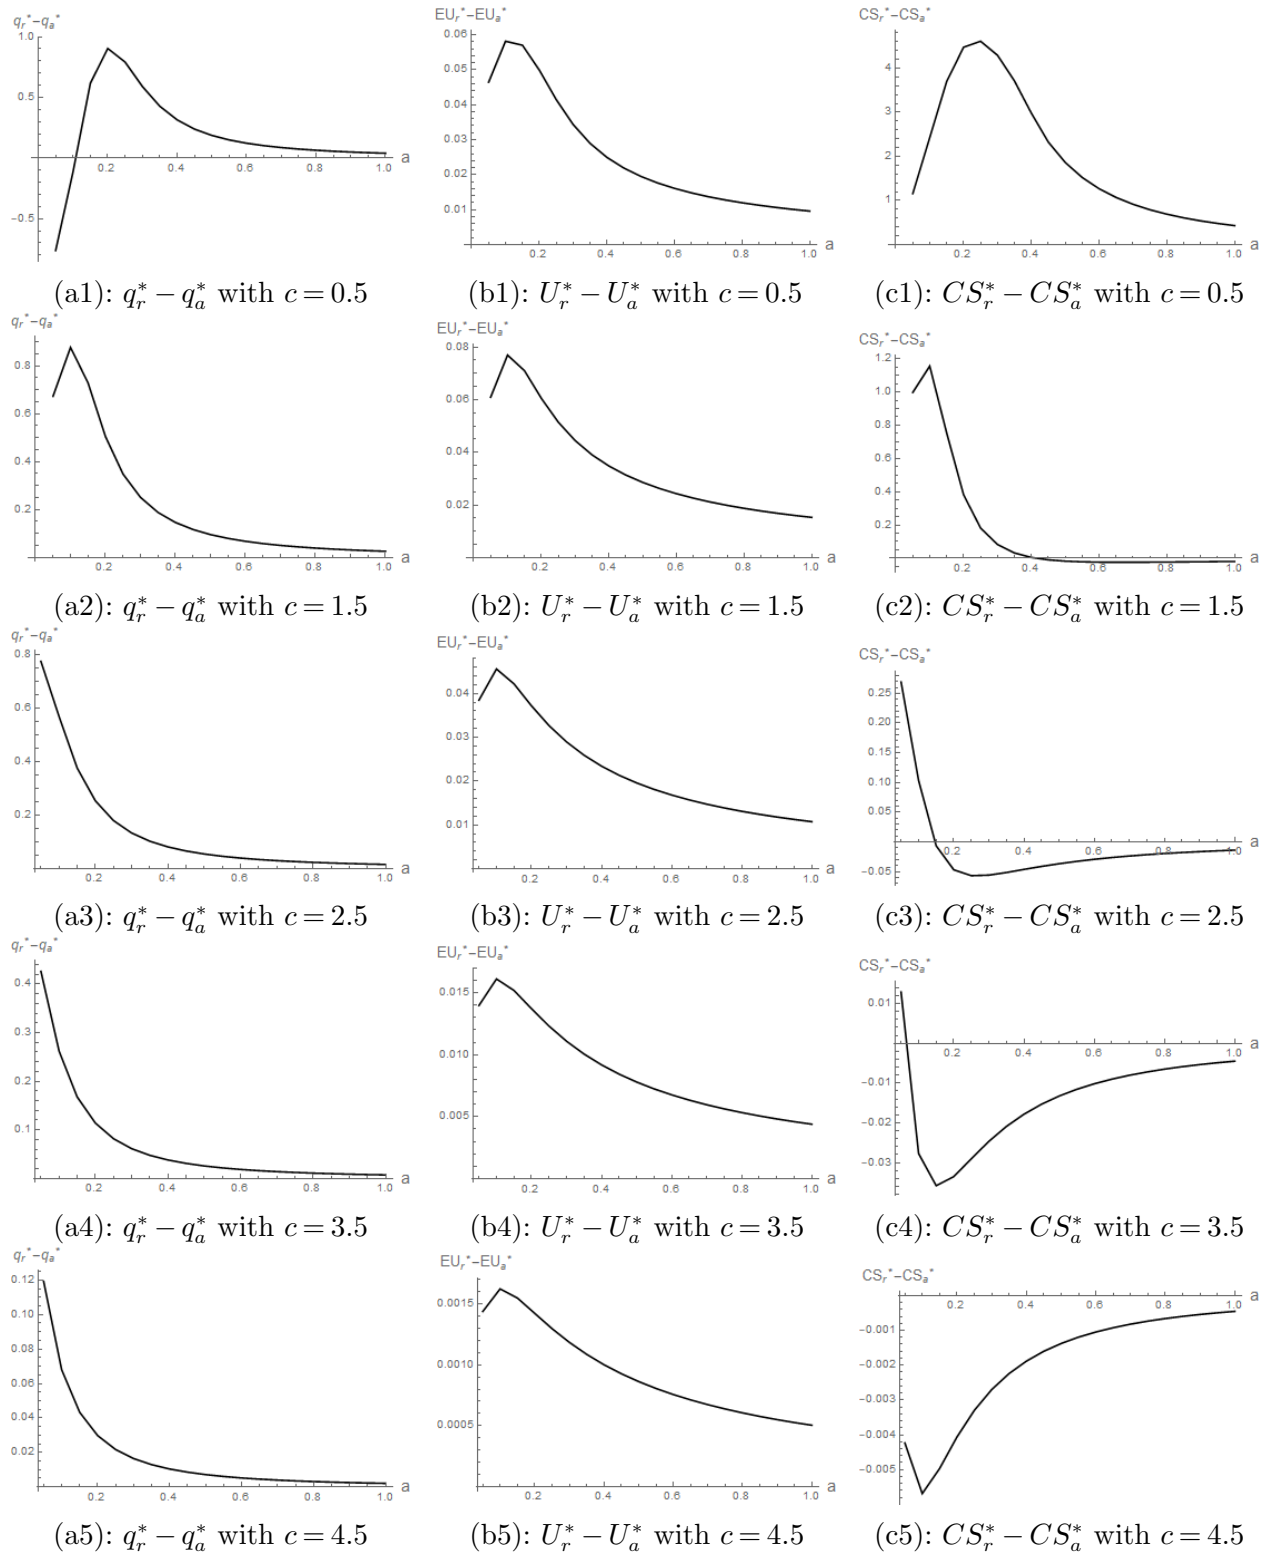 qr*−qa* EUr*−EUa* CSr*−CSa*
1.0 0.5 −0.5 0.2 0.4 0.6 0.8 1.0 a
0.06 0.05 0.04 0.03 0.02 0.01 0.2 0.4 0.6 0.8 1.0 a
4 3 2 1 0.2 0.4 0.6 0.8 1.0 a
(a1): q*r − q*a with c = 0.5 (b1): U*r − U*a with c = 0.5 (c1): CS*r − CS*a with c = 0.5
qr*−qa* EUr*−EUa* CSr*−CSa*
0.8 0.6 0.4 0.2 0.2 0.4 0.6 0.8 1.0 a
0.08 0.06 0.04 0.02 0.2 0.4 0.6 0.8 1.0 a
1.2 1.0 0.8 0.6 0.4 0.2 0.2 0.4 0.6 0.8 1.0 a
(a2): q*r − q*a with c = 1.5 (b2): U*r − U*a with c = 1.5 (c2): CS*r − CS*a with c = 1.5
qr*−qa* EUr*−EUa* CSr*−CSa*
0.8 0.6 0.4 0.2 0.2 0.4 0.6 0.8 1.0 a
0.04 0.03 0.02 0.01 0.2 0.4 0.6 0.8 1.0 a
0.25 0.20 0.15 0.10 0.05 −0.05 0.2 0.4 0.6 0.8 1.0 a
(a3): q*r − q*a with c = 2.5 (b3): U*r − U*a with c = 2.5 (c3): CS*r − CS*a with c = 2.5
qr*−qa* EUr*−EUa* CSr*−CSa*
0.4 0.3 0.2 0.1 0.2 0.4 0.6 0.8 1.0 a
0.015 0.010 0.005 0.2 0.4 0.6 0.8 1.0 a
0.01 −0.01 −0.02 −0.03 0.2 0.4 0.6 0.8 1.0 a
(a4): q*r − q*a with c = 3.5 (b4): U*r − U*a with c = 3.5 (c4): CS*r − CS*a with c = 3.5
qr*−qa* EUr*−EUa* CSr*−CSa*
0.12 0.10 0.08 0.06 0.04 0.02 0.2 0.4 0.6 0.8 1.0 a
0.0015 0.0010 0.0005 0.2 0.4 0.6 0.8 1.0 a
−0.001 −0.002 −0.003 −0.004 −0.005 0.2 0.4 0.6 0.8 1.0 a
(a5): q*r − q*a with c = 4.5 (b5): U*r − U*a with c = 4.5 (c5): CS*r − CS*a with c = 4.5